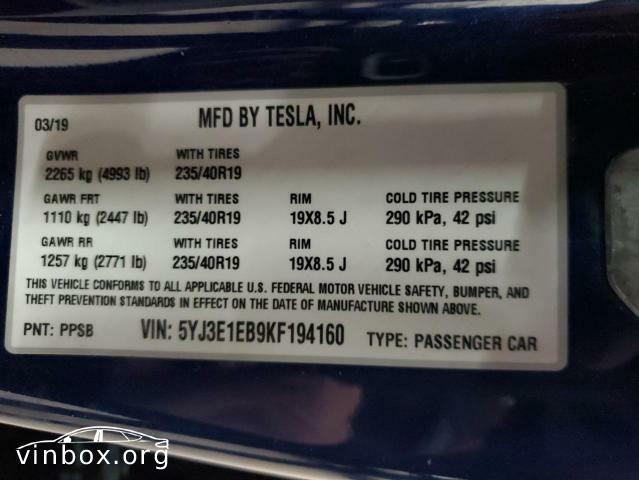 03/19 MFD BY TESLA, INC.
GVWR WITH TIRES
2265 kg (4993 lb) 235/40R19
GAWR FRT WITH TIRES RIM COLD TIRE PRESSURE
1110 kg (2447 lb) 235/40R19 19X8.5 J 290 kPa, 42 psi
GAWR RR WITH TIRES RIM COLD TIRE PRESSURE
1257 kg (2771 lb) 235/40R19 19X8.5 J 290 kPa, 42 psi
THIS VEHICLE CONFORMS TO ALL APPLICABLE U.S. FEDERAL MOTOR VEHICLE SAFETY, BUMPER, AND
THEFT PREVENTION STANDARDS IN EFFECT ON THE DATE OF MANUFACTURE SHOWN ABOVE.
PNT: PPSB VIN: 5YJ3E1EB9KF194160 TYPE: PASSENGER CAR
vinbox.org